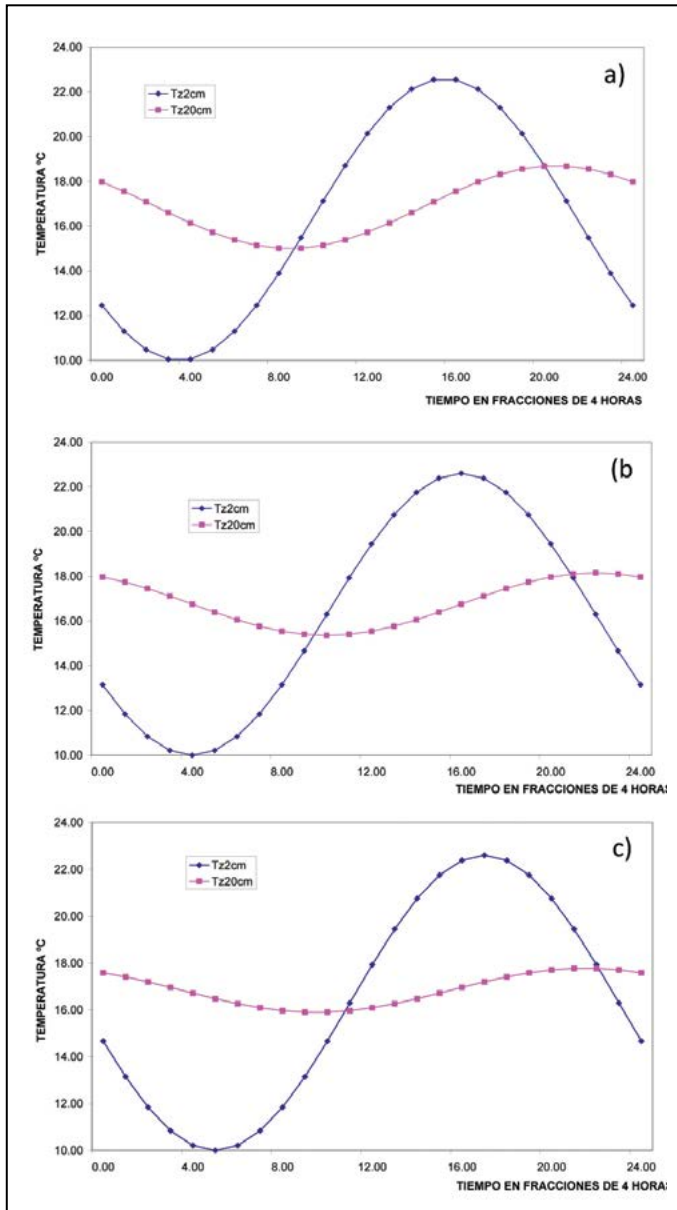 a)
24.00
22.00
20.00
18.00
16.00
14.00
12.00
10.00
TEMPERATURA ºC
Tz2cm
Tz20cm
0.00 4.00 8.00 12.00 16.00 20.00 24.00
TIEMPO EN FRACCIONES DE 4 HORAS
(b
24.00
22.00
20.00
18.00
16.00
14.00
12.00
10.00
TEMPERATURA ºC
Tz2cm
Tz20cm
0.00 4.00 8.00 12.00 16.00 20.00 24.00
TIEMPO EN FRACCIONES DE 4 HORAS
c)
24.00
22.00
20.00
18.00
16.00
14.00
12.00
10.00
TEMPERATURA ºC
Tz2cm
Tz20cm
0.00 4.00 8.00 12.00 16.00 20.00 24.00
TIEMPO EN FRACCIONES DE 4 HORAS